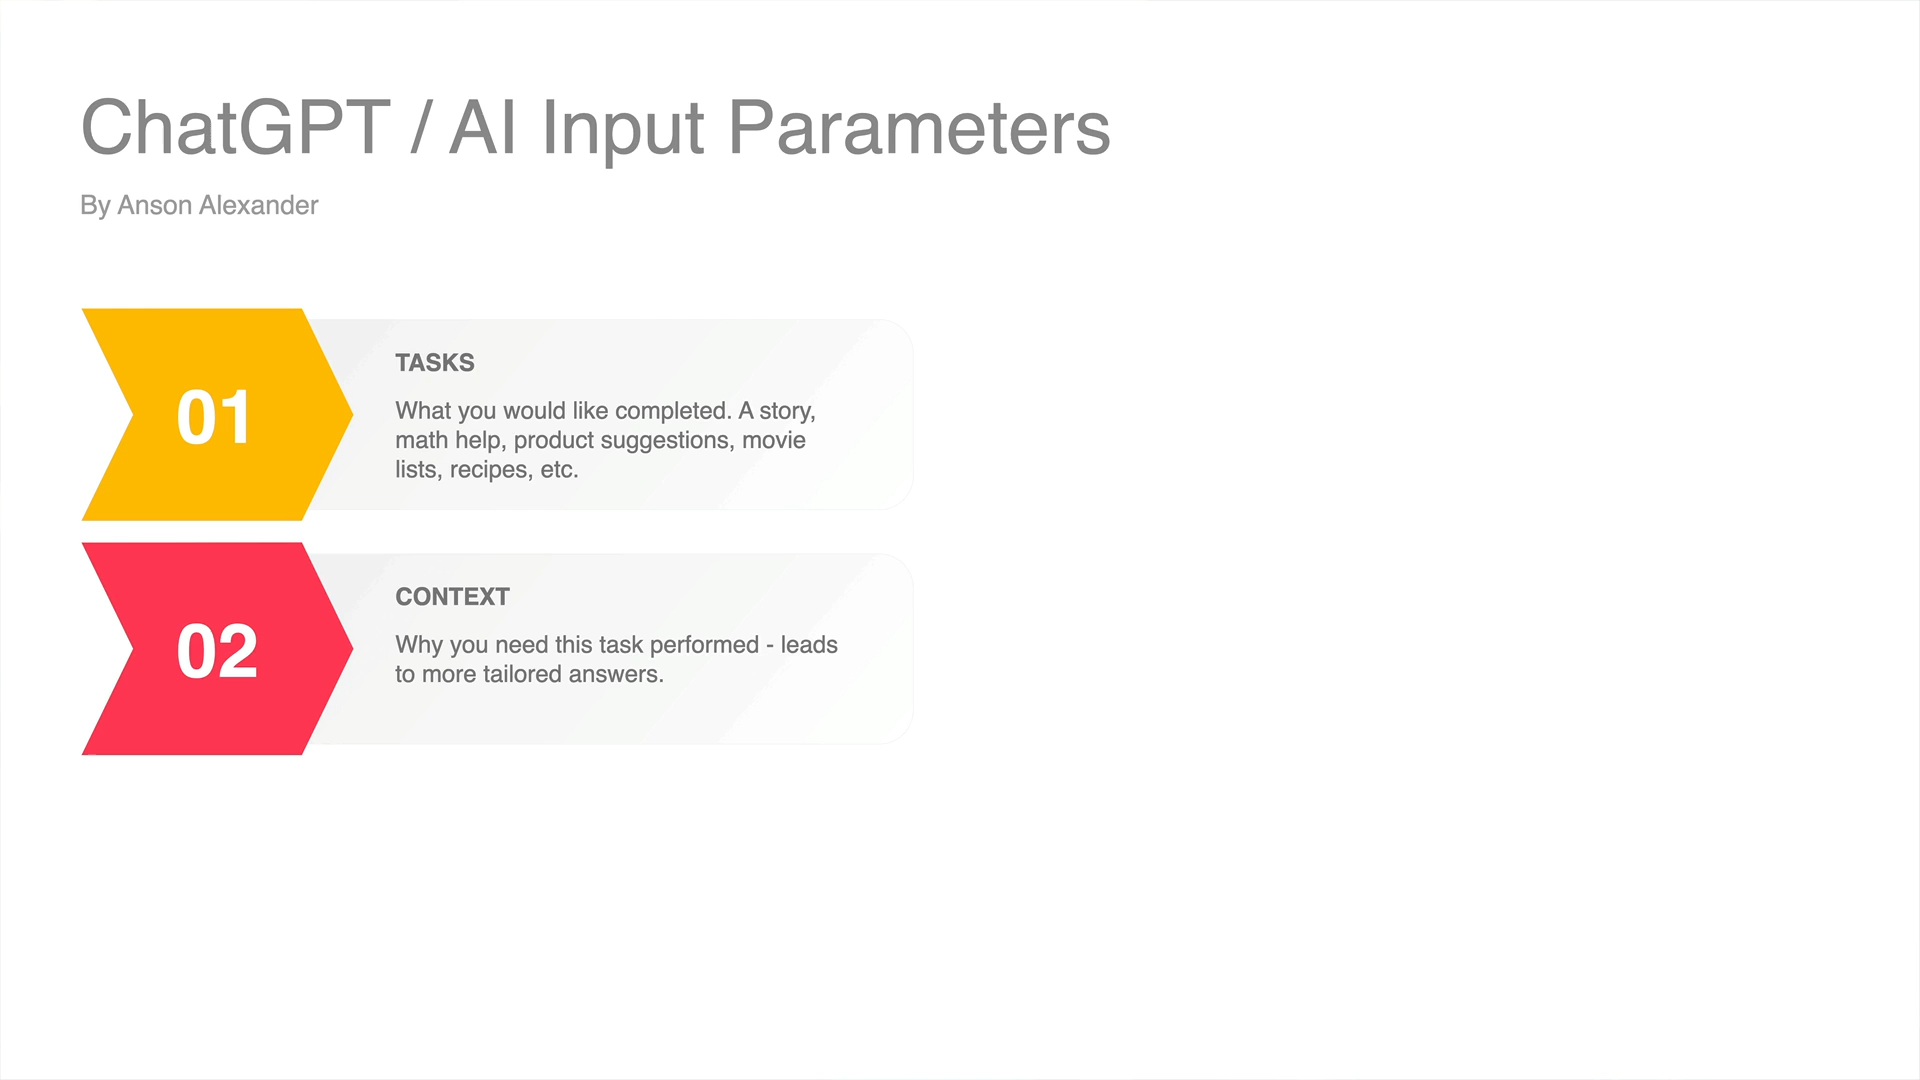 ChatGPT / AI Input Parameters
By Anson Alexander
01
TASKS
What you would like completed. A story,
math help, product suggestions, movie
lists, recipes, etc.
02
CONTEXT
Why you need this task performed - leads
to more tailored answers.